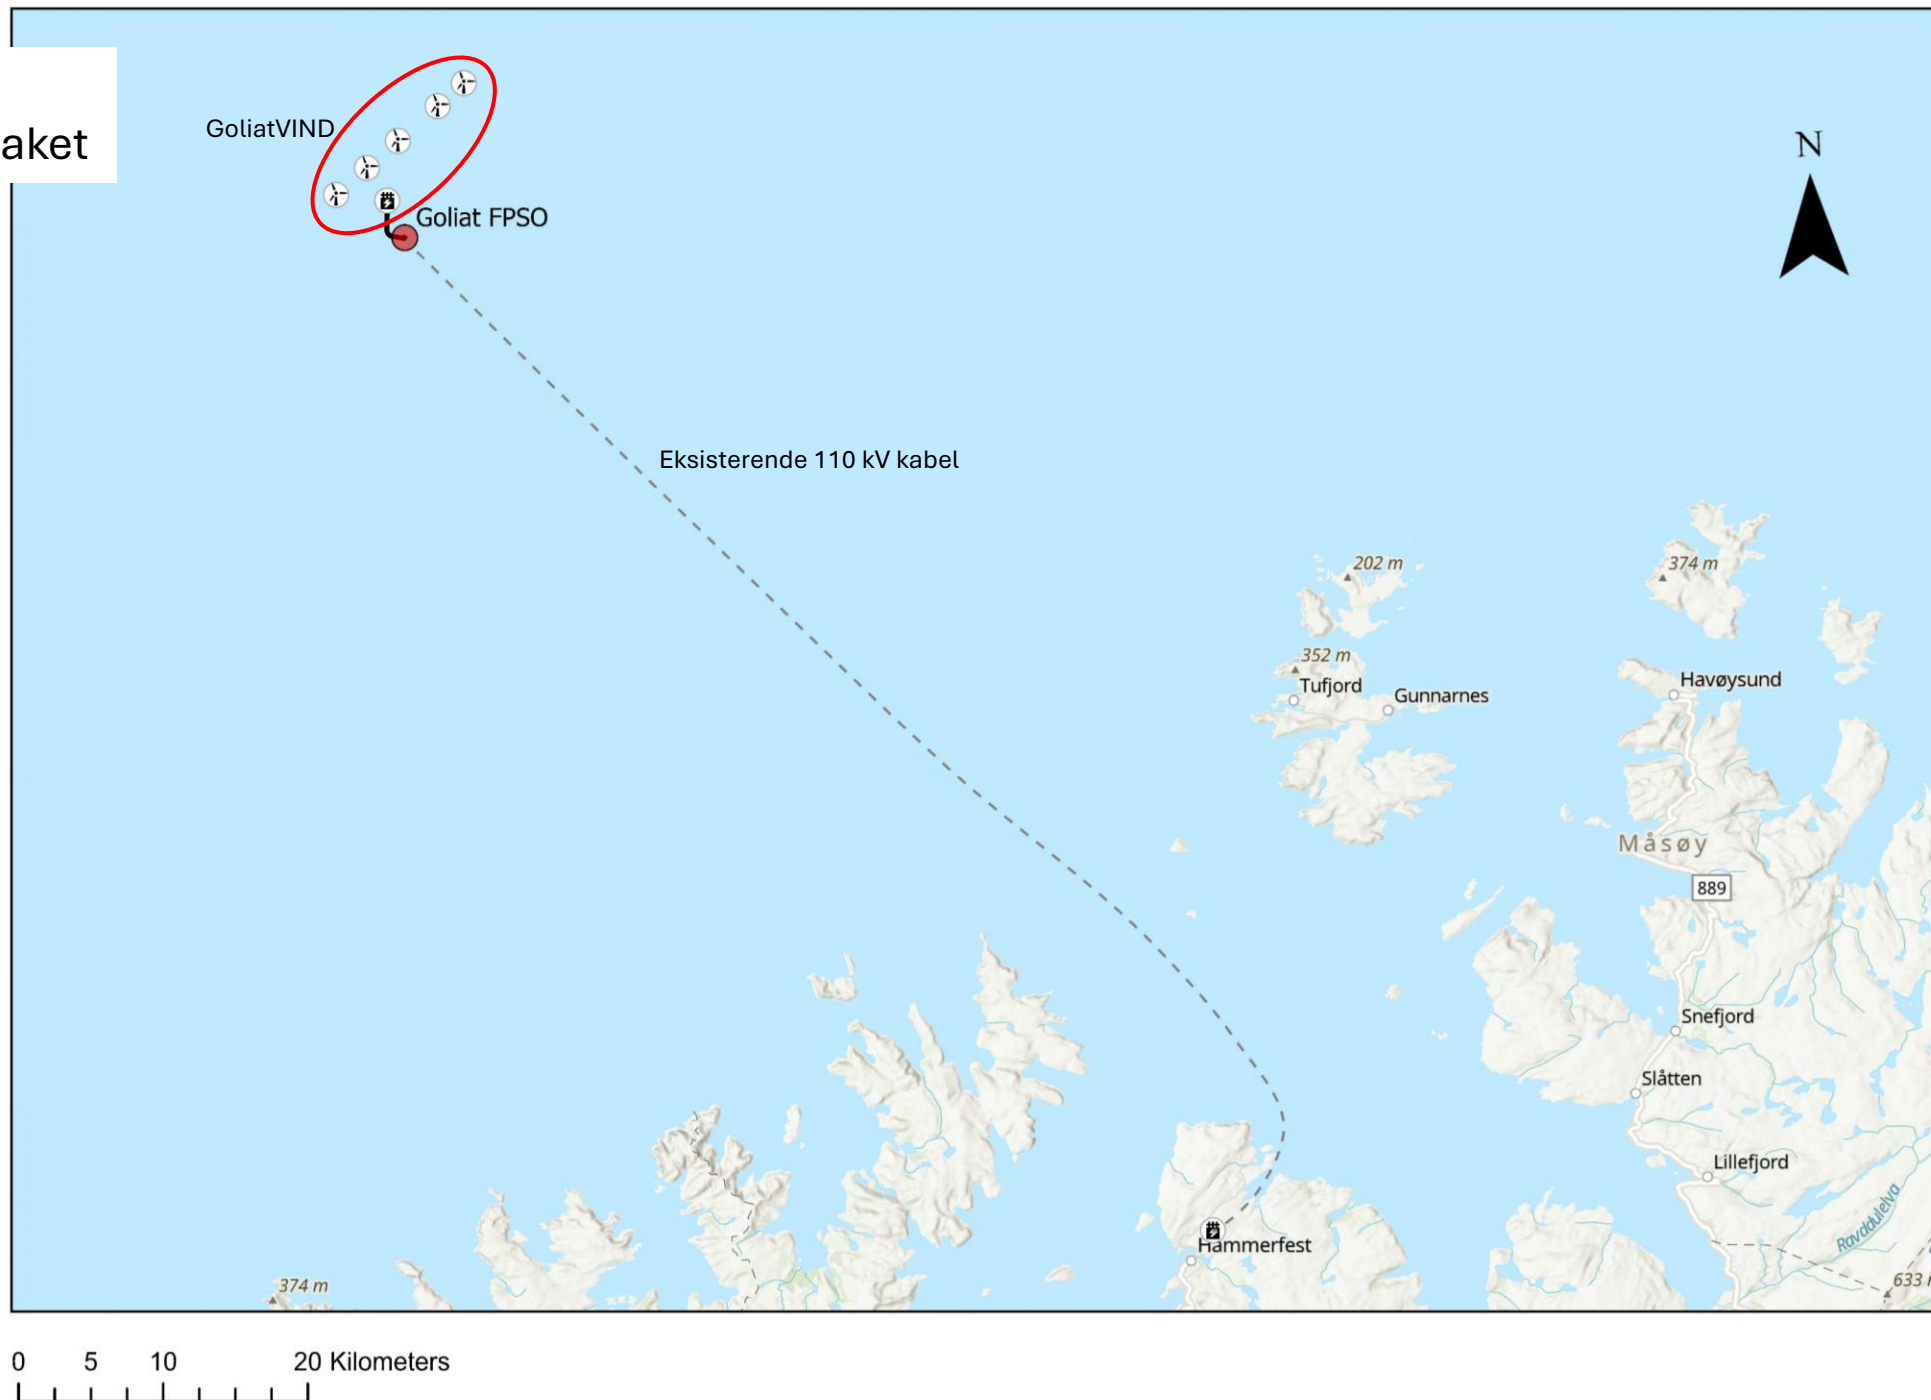 aket
GoliatVIND
N
Goliat FPSO
Eksisterende 110 kV kabel
202 m
374 m
352 m
Tufjord
Gunnarnes
Havøysund
Måsøy
889
Snefjord
Slåtten
Lillefjord
Ravddulelva
Hammerfest
374 m
633
0 5 10 20 Kilometers